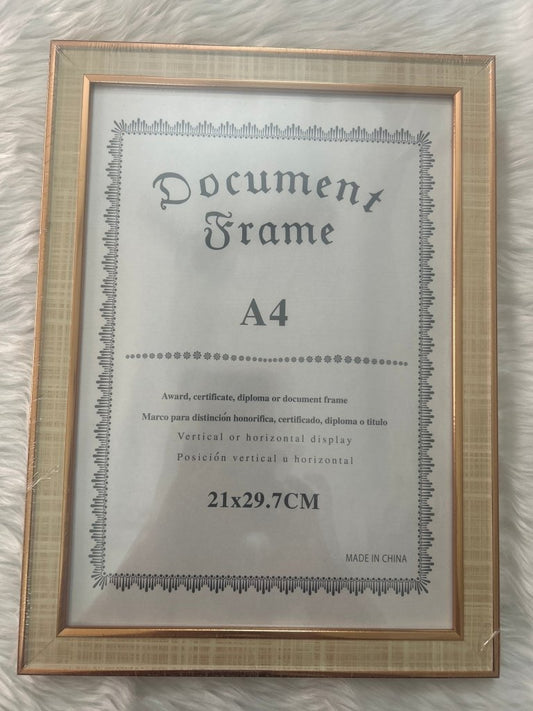 Document
Frame
A4
Award, certificate, diploma or document frame
Marco para distinción honorifica, certificado, diploma o titulo
Vertical or horizontal display
Posición vertical u horizontal
21x29.7CM
MADE IN CHINA